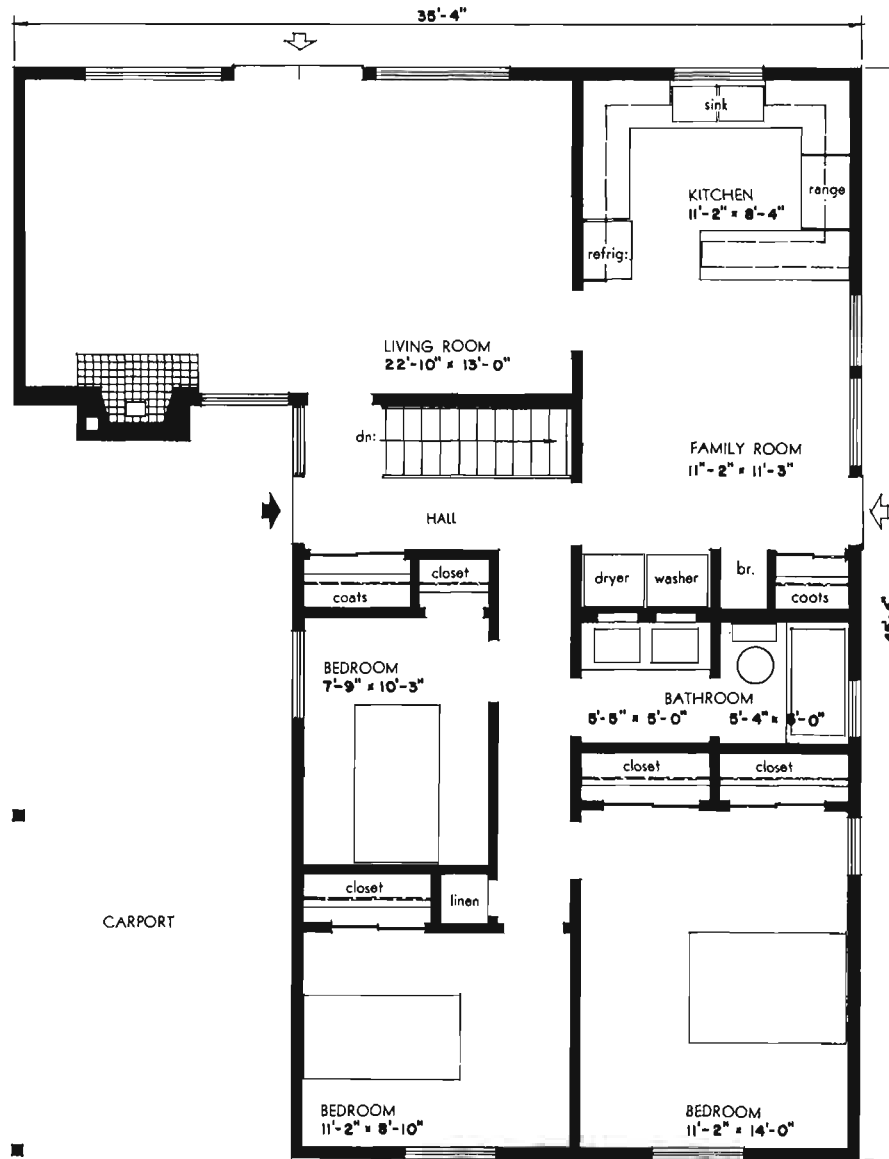 35'-4"
sink
KITCHEN
11'-2" × 8'-4"
range
refrig:
LIVING ROOM
22'-10" × 13'-0"
dn:
FAMILY ROOM
11'-2" × 11'-3"
HALL
coats
closet
dryer
washer
br.
coats
BEDROOM
7'-9" × 10'-3"
BATHROOM
5'-5" × 5'-0"
closet
closet
closet
linen
CARPORT
BEDROOM
11'-2" × 8'-10"
BEDROOM
11'-2" × 14'-0"